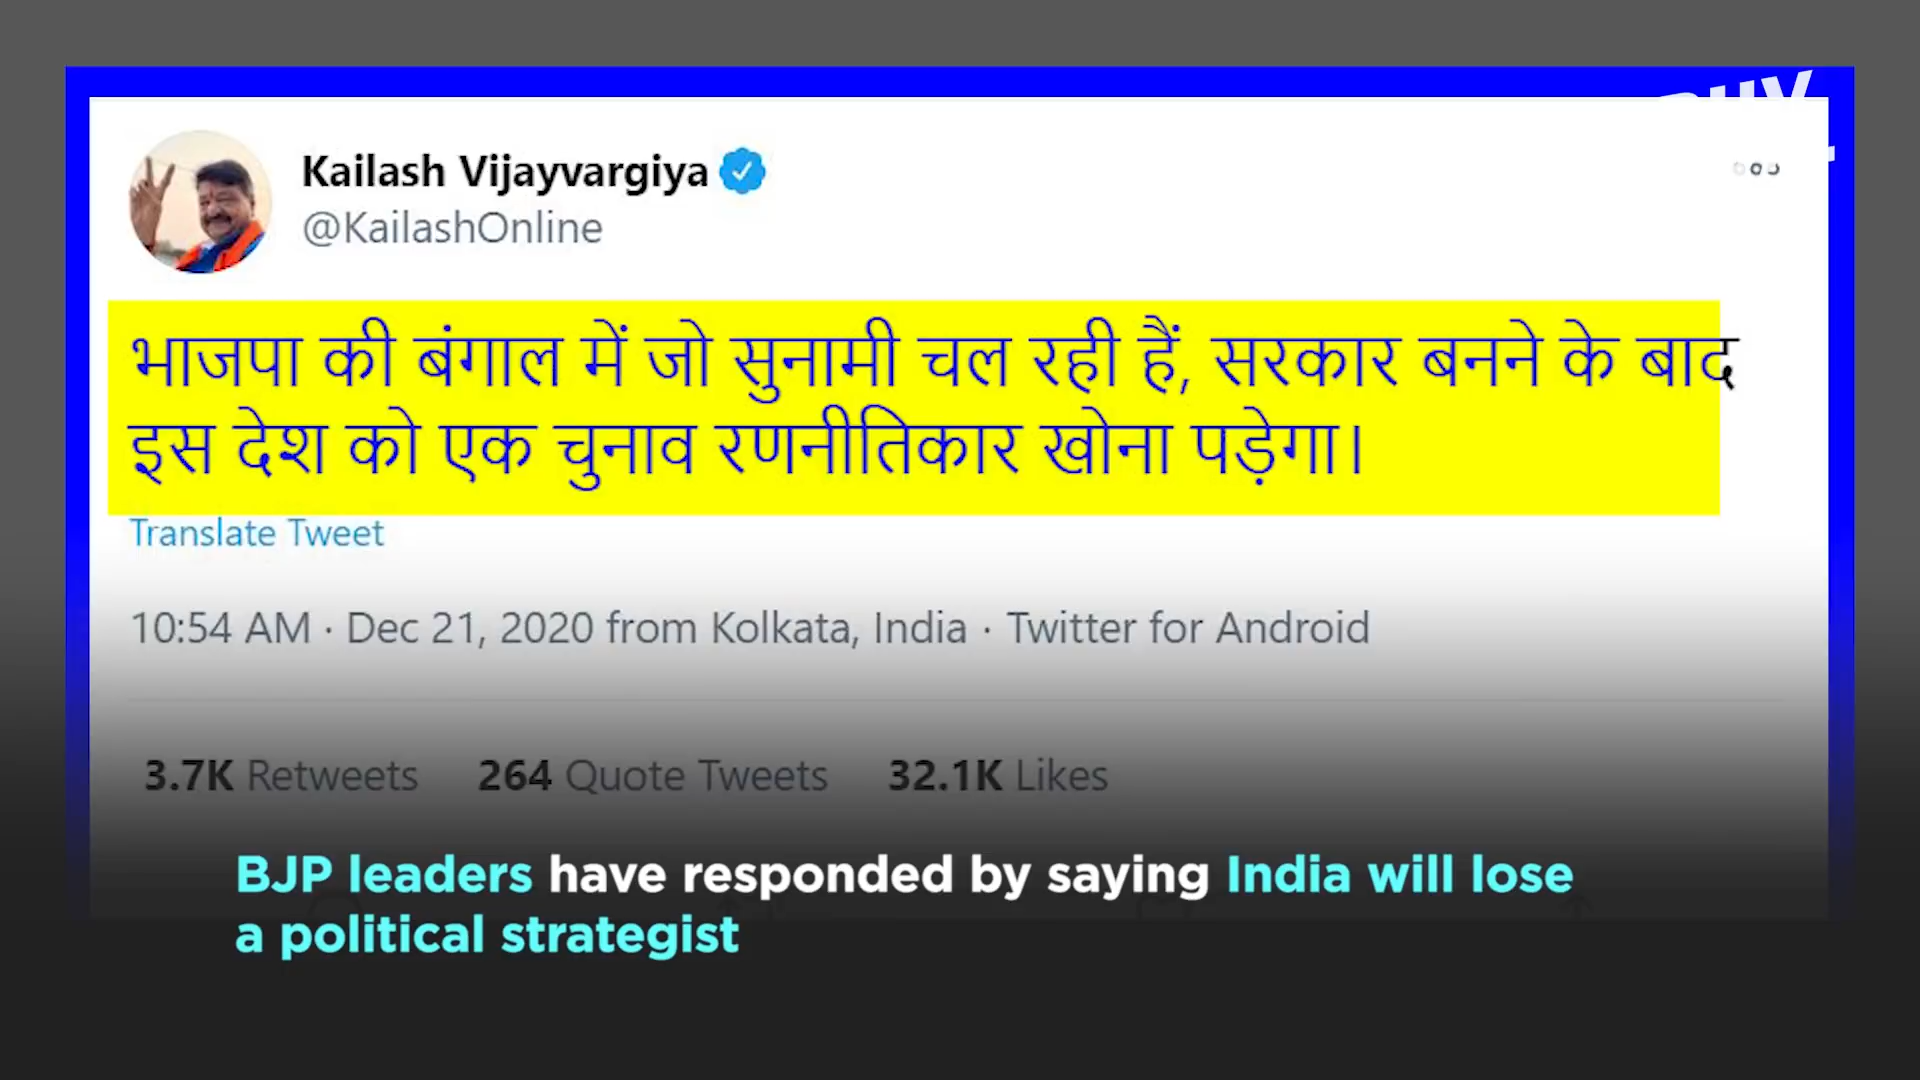 Kailash Vijayvargiya
@KailashOnline
भाजपा की बंगाल में जो सुनामी चल रही हैं, सरकार बनने के बाद
इस देश को एक चुनाव रणनीतिकार खोना पड़ेगा।
Translate Tweet
10:54 AM · Dec 21, 2020 from Kolkata, India · Twitter for Android
3.7K Retweets 264 Quote Tweets 32.1K Likes
BJP leaders have responded by saying India will lose
a political strategist